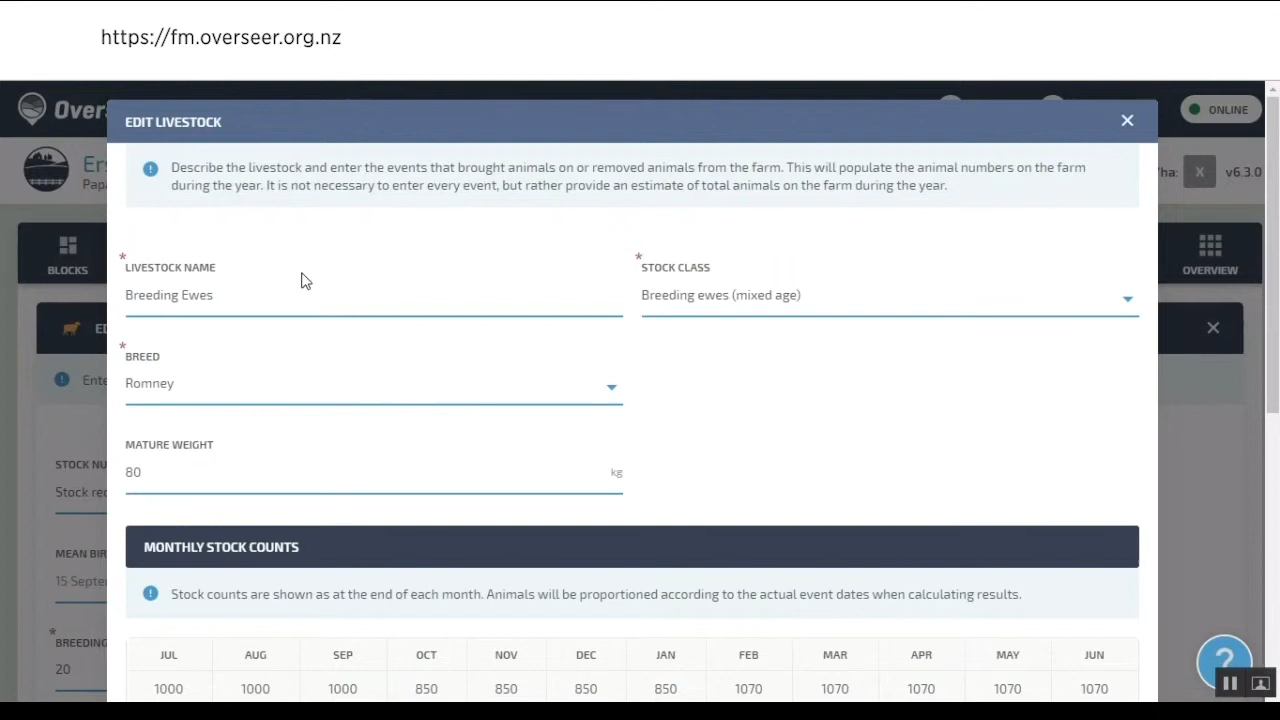 https://fm.overseer.org.nz
Overs
ONLINE
EDIT LIVESTOCK
Ers
Papa
Describe the livestock and enter the events that brought animals on or removed animals from the farm. This will populate the animal numbers on the farm
during the year. It is not necessary to enter every event, but rather provide an estimate of total animals on the farm during the year.
/ha: X v6.3.0
BLOCKS
OVERVIEW
* LIVESTOCK NAME
Breeding Ewes
* STOCK CLASS
Breeding ewes (mixed age)
* BREED
Romney
Ente
MATURE WEIGHT
80 kg
STOCK NU
Stock rec
MEAN BIR
15 Septe
* BREEDING
20
MONTHLY STOCK COUNTS
Stock counts are shown as at the end of each month. Animals will be proportioned according to the actual event dates when calculating results.
JUL AUG SEP OCT NOV DEC JAN FEB MAR APR MAY JUN
1000 1000 1000 850 850 850 850 1070 1070 1070 1070 1070
?